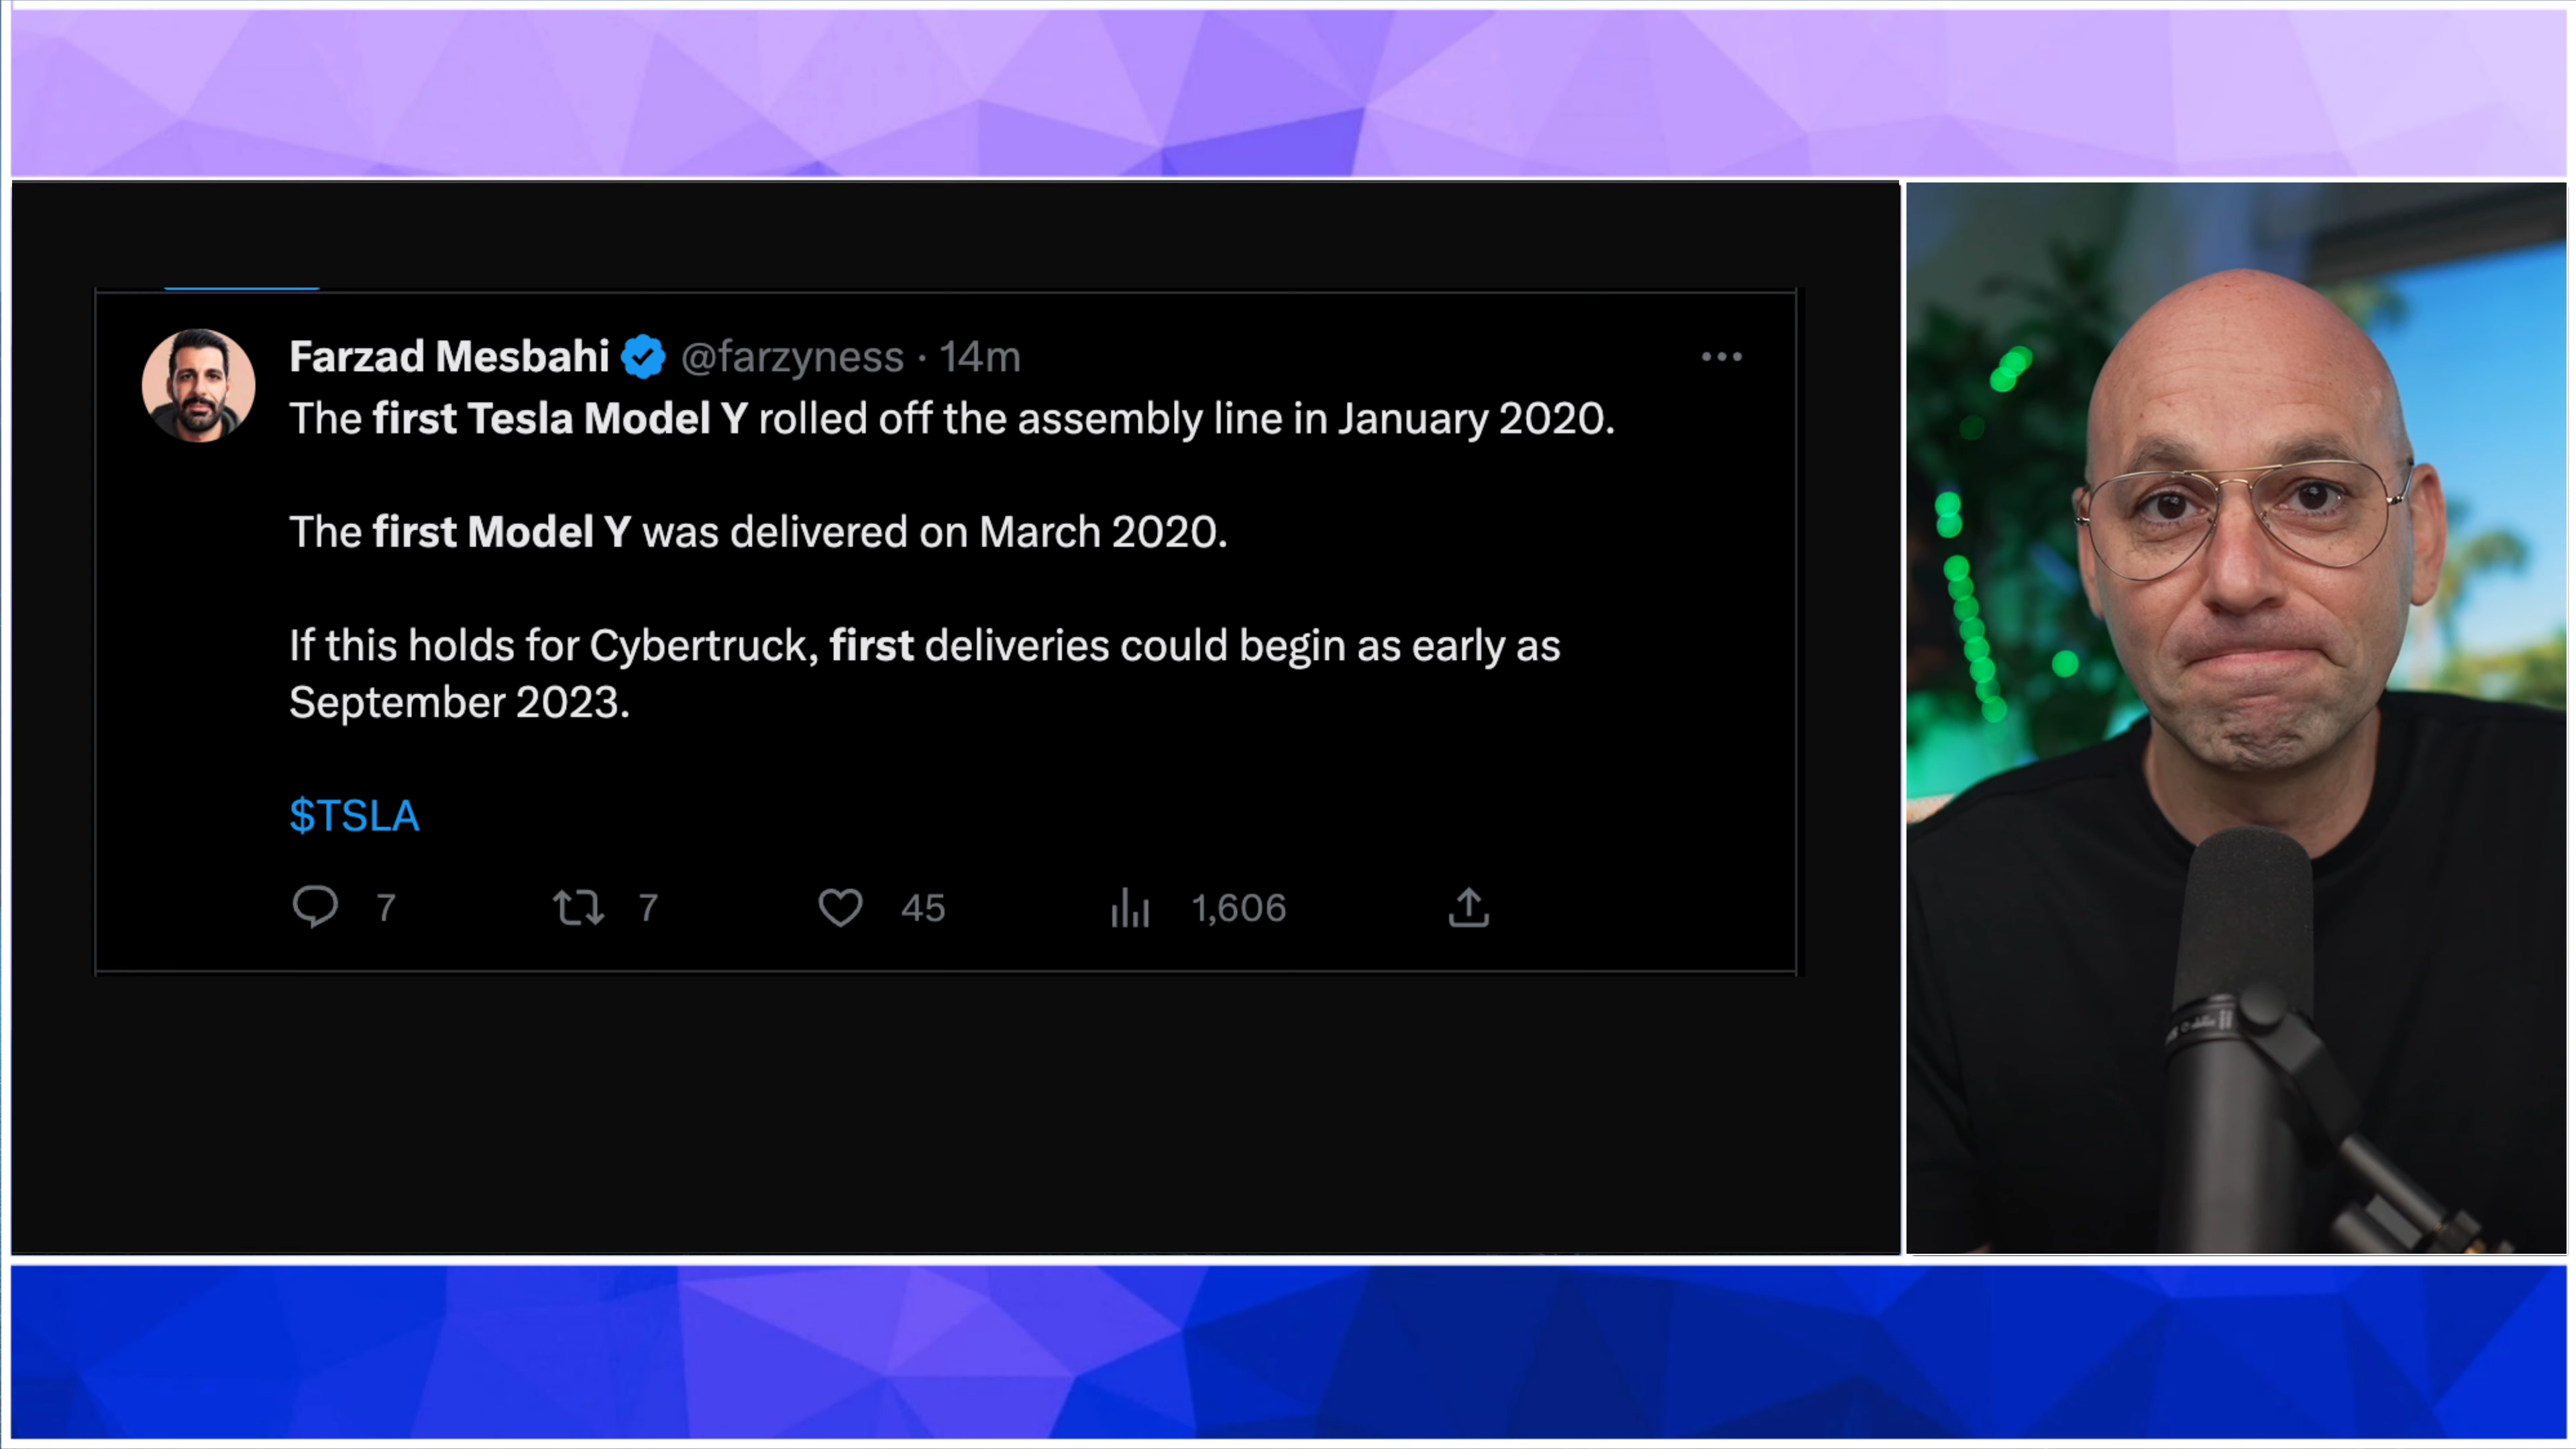 Farzad Mesbahi @farzyness · 14m
The first Tesla Model Y rolled off the assembly line in January 2020.
The first Model Y was delivered on March 2020.
If this holds for Cybertruck, first deliveries could begin as early as
September 2023.
$TSLA
7 7 45 1,606